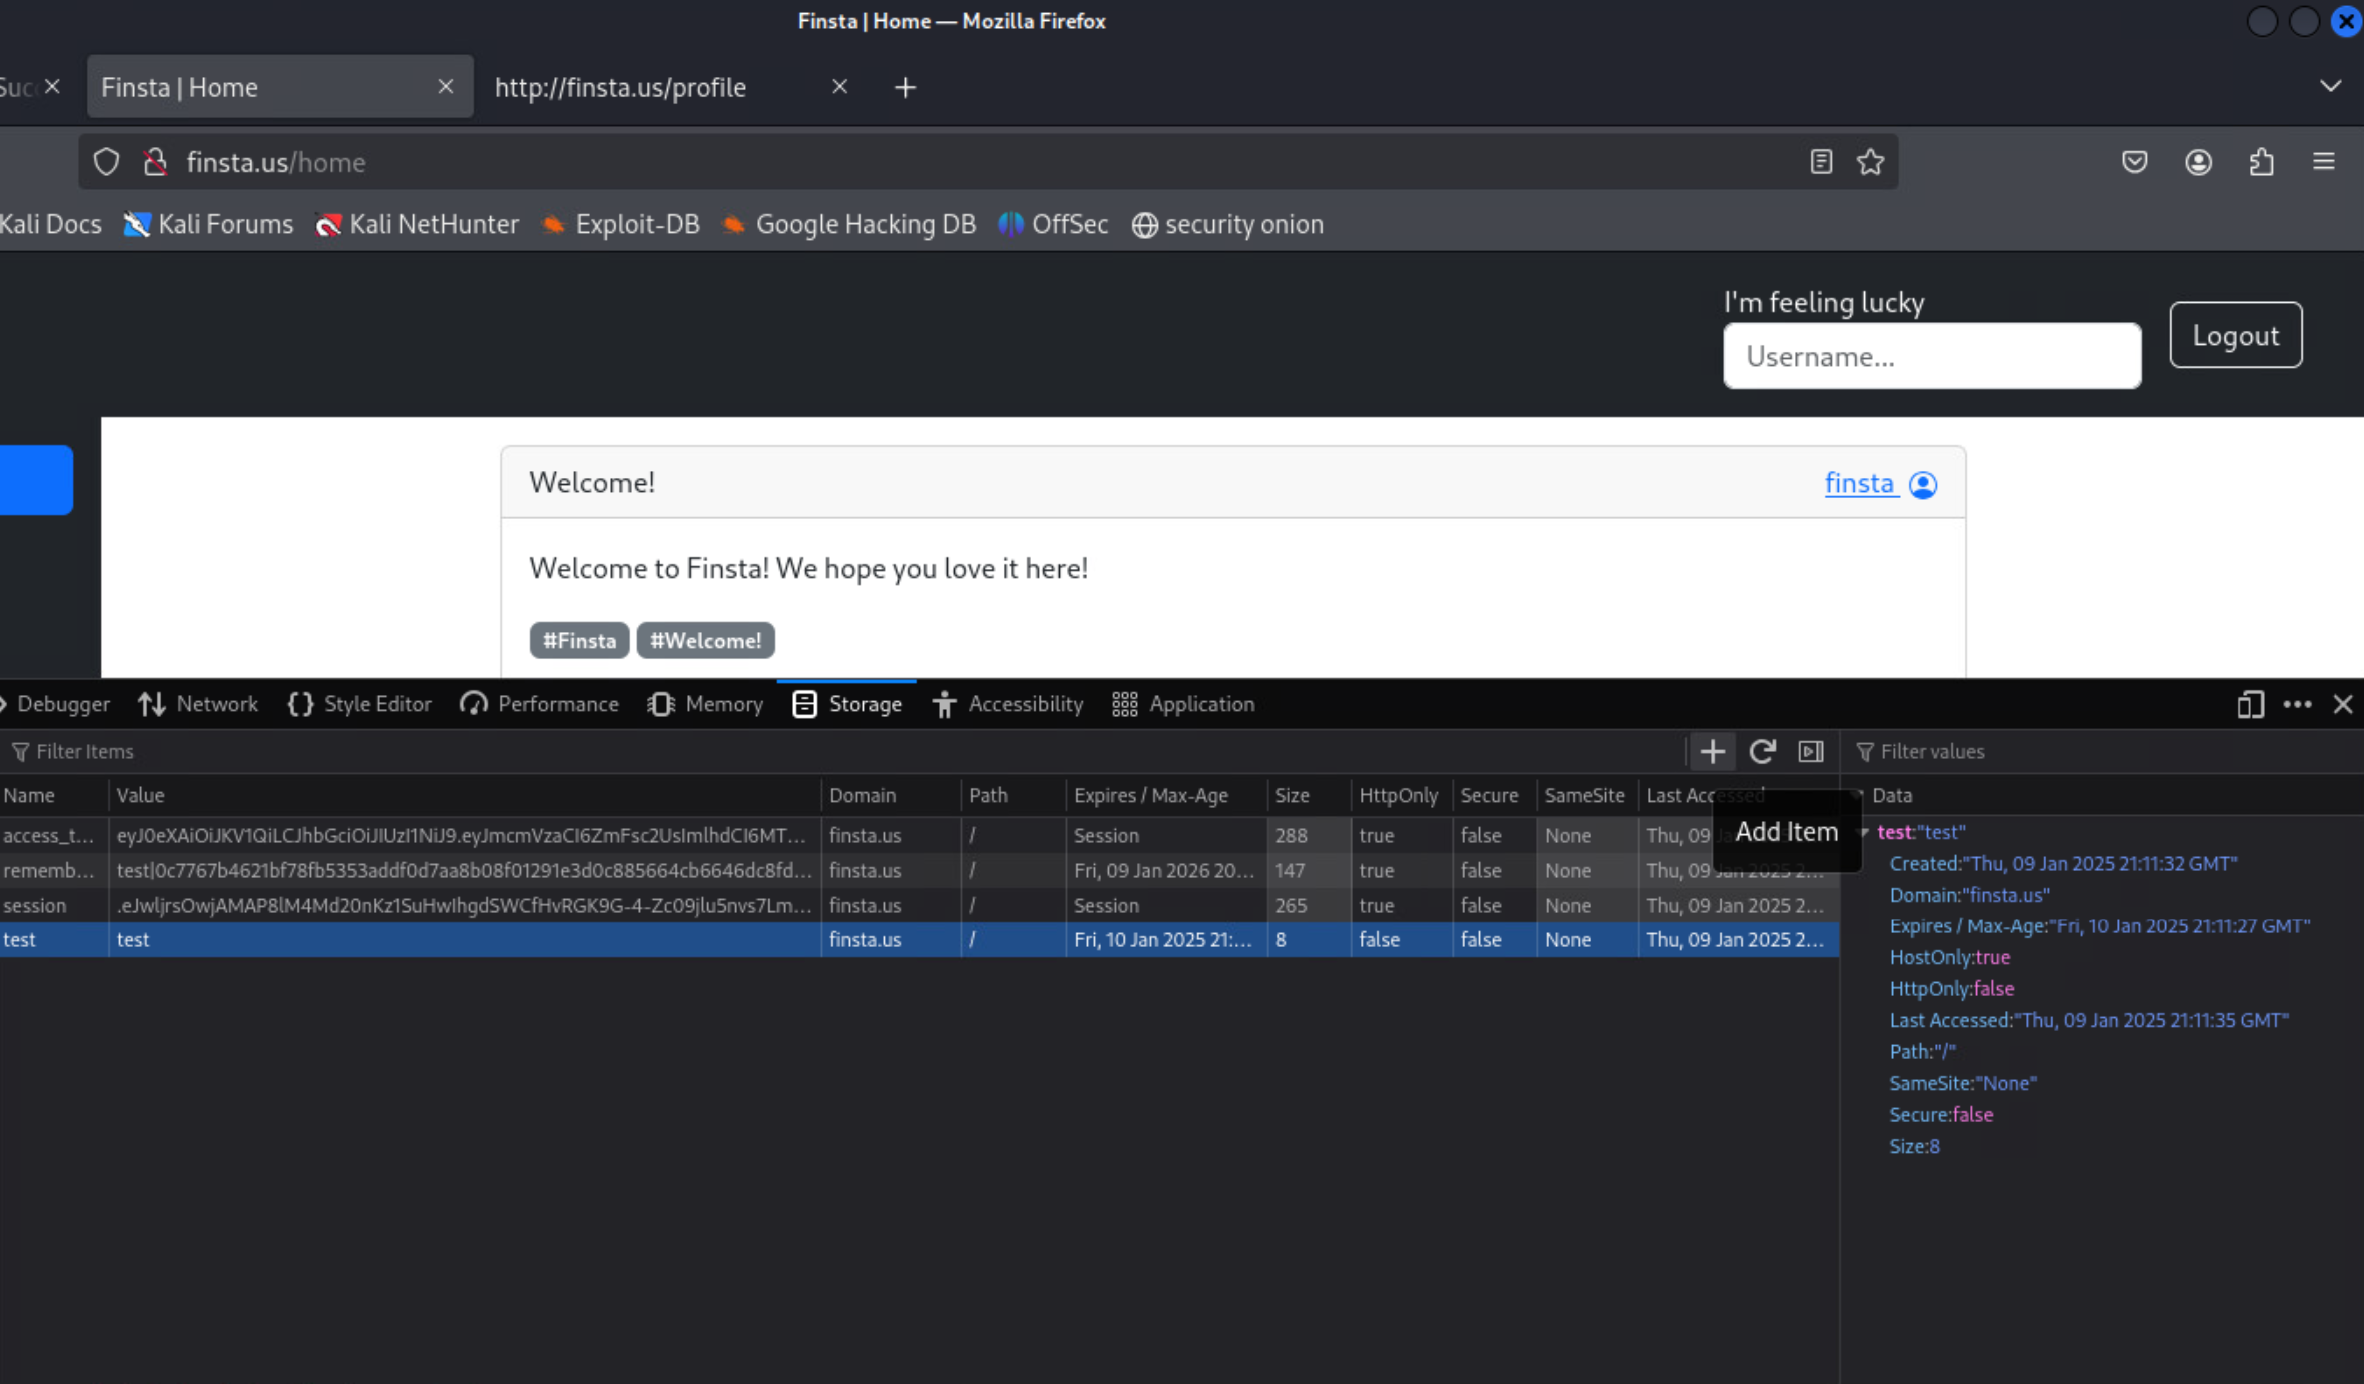 Finsta | Home — Mozilla Firefox
Finsta | Home
http://finsta.us/profile
finsta.us/home
Kali Docs Kali Forums Kali NetHunter Exploit-DB Google Hacking DB OffSec security onion
I'm feeling lucky
Username...
Logout
Welcome!
finsta
Welcome to Finsta! We hope you love it here!
#Finsta #Welcome!
Debugger Network {} Style Editor Performance Memory Storage Accessibility Application
Filter Items
Filter values
Name Value Domain Path Expires / Max-Age Size HttpOnly Secure SameSite Last Accessed Data
access_t... finsta.us / Session 288 true false None Thu, 09
rememb... finsta.us / Fri, 09 Jan 2026 20... 147 true false None Thu, 09 Jan 2025 2...
session finsta.us / Session 265 true false None Thu, 09 Jan 2025 2...
test test finsta.us / Fri, 10 Jan 2025 21:... 8 false false None Thu, 09 Jan 2025 2...
Add Item
test:"test"
Created:"Thu, 09 Jan 2025 21:11:32 GMT"
Domain:"finsta.us"
Expires / Max-Age:"Fri, 10 Jan 2025 21:11:27 GMT"
HostOnly:true
HttpOnly:false
Last Accessed:"Thu, 09 Jan 2025 21:11:35 GMT"
Path:"/"
SameSite:"None"
Secure:false
Size:8